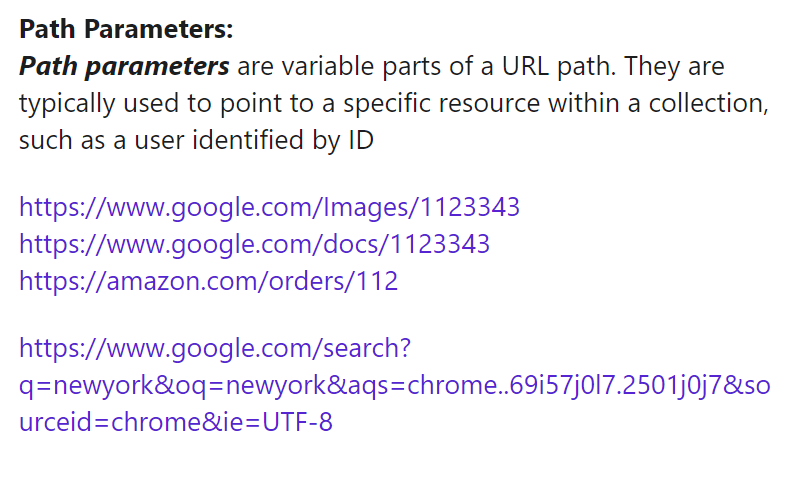 Path Parameters:
Path parameters are variable parts of a URL path. They are
typically used to point to a specific resource within a collection,
such as a user identified by ID
https://www.google.com/Images/1123343
https://www.google.com/docs/1123343
https://amazon.com/orders/112
https://www.google.com/search?
q=newyork&oq=newyork&aqs=chrome..69i57j0l7.2501j0j7&so
urceid=chrome&ie=UTF-8